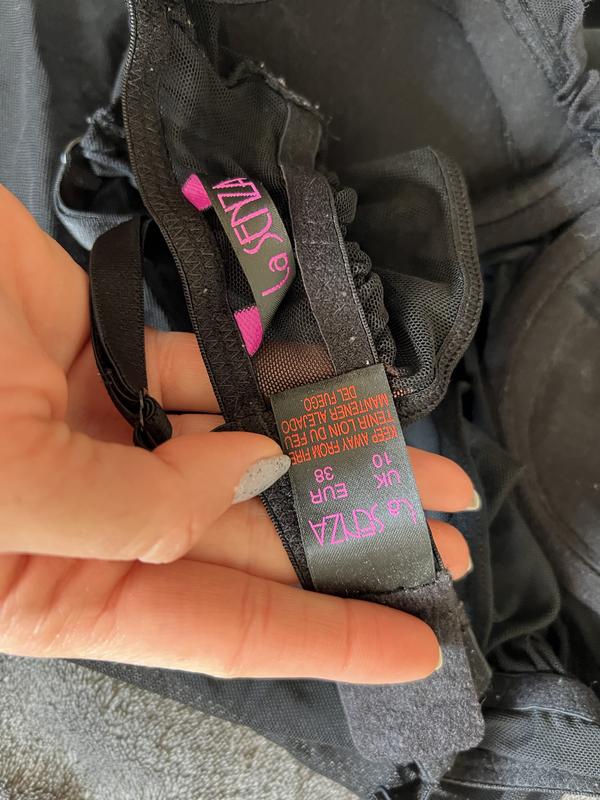 La SENZA
La SENZA
UK EUR
10 38
KEEP AWAY FROM FIRE
TENIR LOIN DU FEU
MANTENER ALEJADO
DEL FUEGO